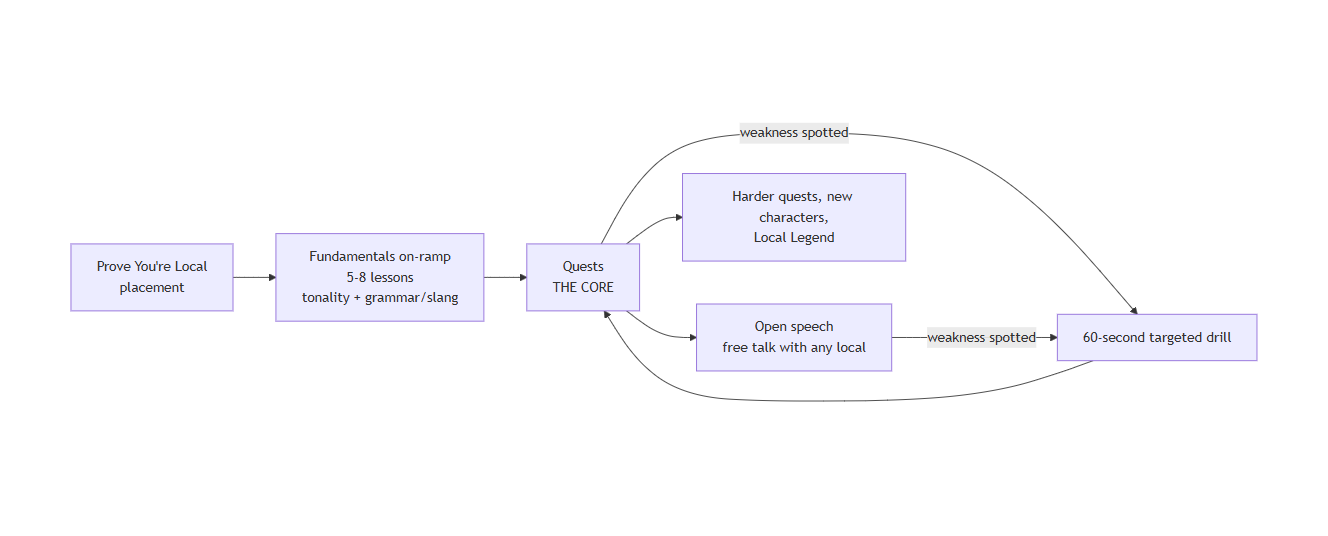 Prove You're Local
placement
Fundamentals on-ramp
5-8 lessons
tonality + grammar/slang
Quests
THE CORE
weakness spotted
Harder quests, new
characters,
Local Legend
Open speech
free talk with any local
weakness spotted
60-second targeted drill